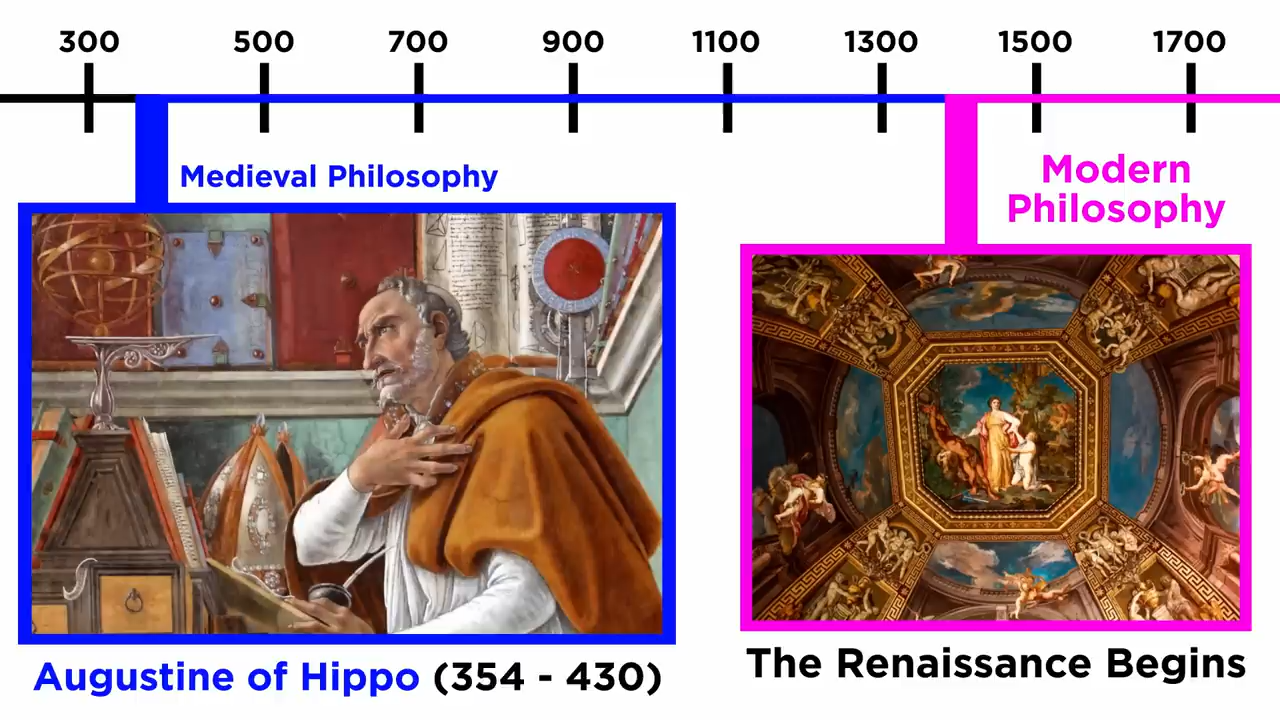 300 500 700 900 1100 1300 1500 1700
Medieval Philosophy
Modern
Philosophy
Augustine of Hippo (354 - 430)
The Renaissance Begins